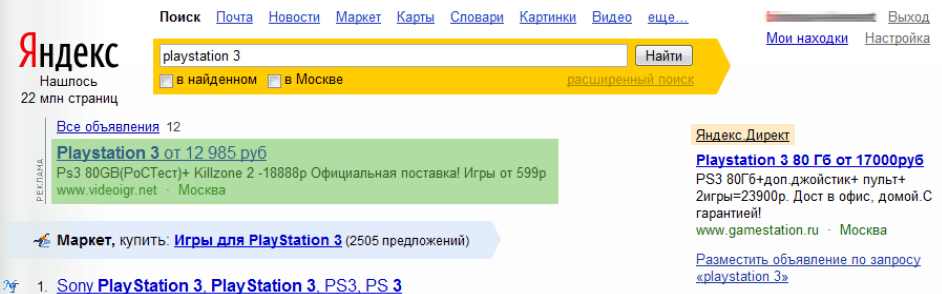 Поиск Почта Новости Маркет Карты Словари Картинки Видео еще...
Выход
Мои находки Настройка
Яндекс
playstation 3
Найти
в найденном в Москве расширенный поиск
Нашлось
22 млн страниц
Все объявления 12
РЕКЛАМА
Playstation 3 от 12 985 руб
Ps3 80GB(РоСТест)+ Killzone 2 -18888р Официальная поставка! Игры от 599р
www.videoigr.net · Москва
Маркет, купить: Игры для PlayStation 3 (2505 предложений)
1. Sony PlayStation 3, PlayStation 3, PS3, PS 3
Яндекс.Директ
Playstation 3 80 Гб от 17000руб
PS3 80Гб+доп.джойстик+ пульт+
2игры=23900р. Дост в офис, домой.С
гарантией!
www.gamestation.ru · Москва
Разместить объявление по запросу
«playstation 3»